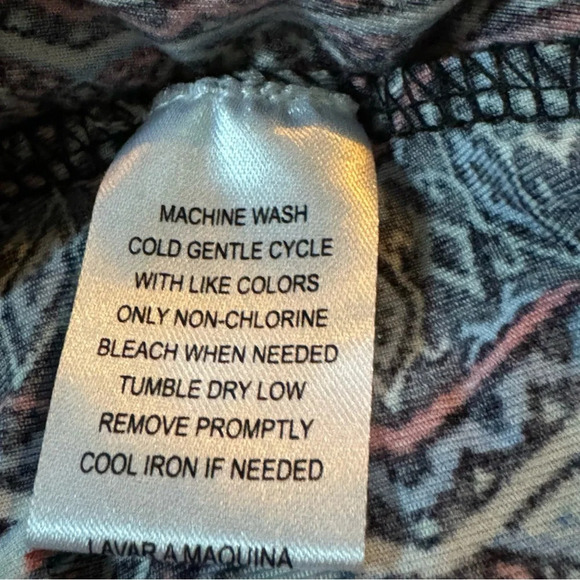 MACHINE WASH
COLD GENTLE CYCLE
WITH LIKE COLORS
ONLY NON-CHLORINE
BLEACH WHEN NEEDED
TUMBLE DRY LOW
REMOVE PROMPTLY
COOL IRON IF NEEDED
LAVAR A MAQUINA